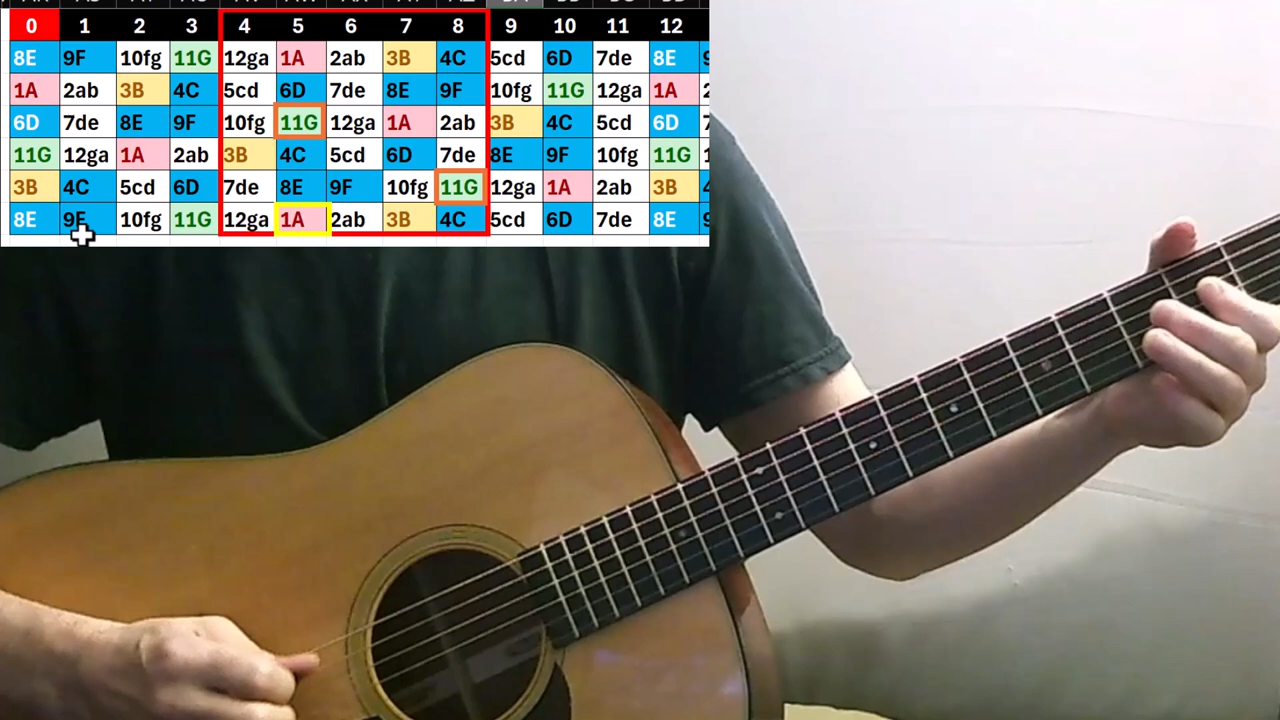 0 1 2 3 4 5 6 7 8 9 10 11 12
8E 9F 10fg 11G 12ga 1A 2ab 3B 4C 5cd 6D 7de 8E
1A 2ab 3B 4C 5cd 6D 7de 8E 9F 10fg 11G 12ga 1A
6D 7de 8E 9F 10fg 11G 12ga 1A 2ab 3B 4C 5cd 6D
11G 12ga 1A 2ab 3B 4C 5cd 6D 7de 8E 9F 10fg 11G
3B 4C 5cd 6D 7de 8E 9F 10fg 11G 12ga 1A 2ab 3B
8E 9F 10fg 11G 12ga 1A 2ab 3B 4C 5cd 6D 7de 8E